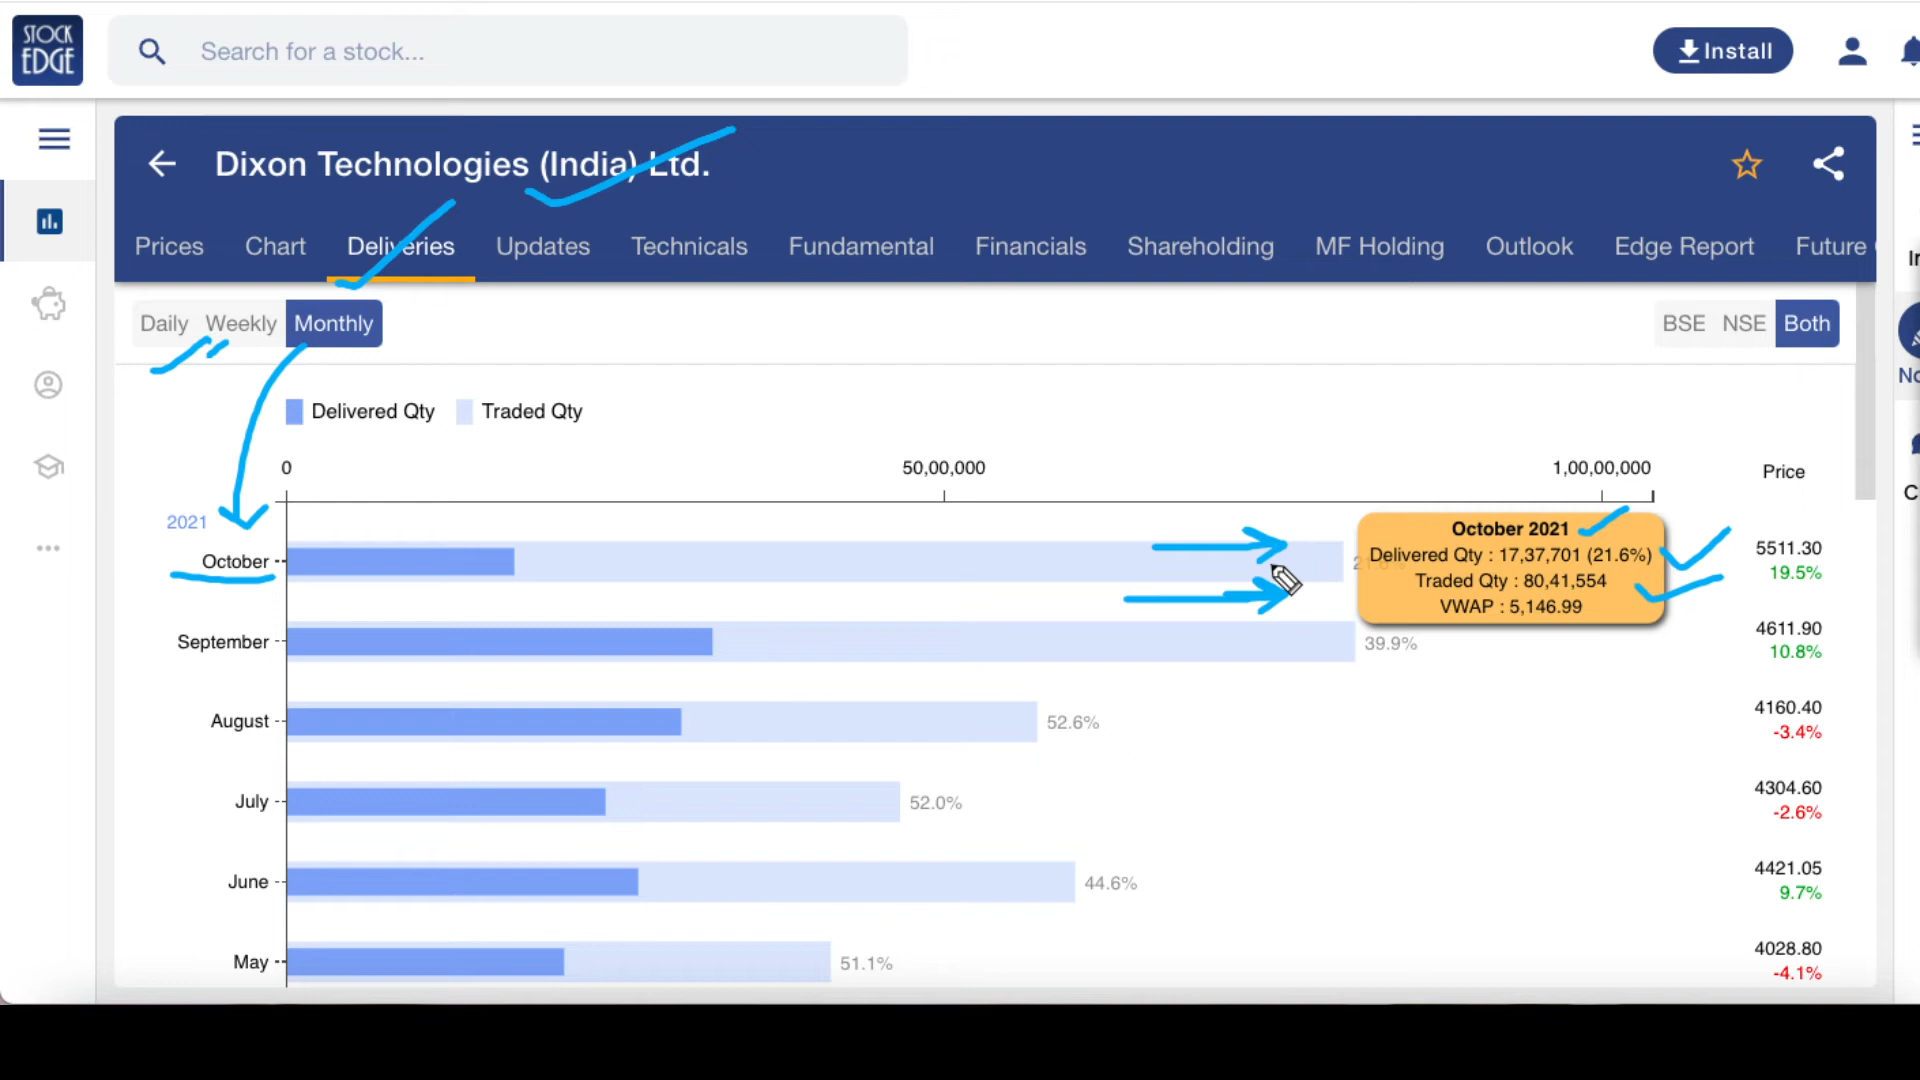 STOCK
EDGE
Search for a stock...
Install
Dixon Technologies (India) Ltd.
Prices Chart Deliveries Updates Technicals Fundamental Financials Shareholding MF Holding Outlook Edge Report Future
Daily Weekly Monthly
BSE NSE Both
Delivered Qty Traded Qty
0 50,00,000 1,00,00,000 Price
2021
October
October 2021
Delivered Qty : 17,37,701 (21.6%)
Traded Qty : 80,41,554
VWAP : 5,146.99
5511.30
19.5%
September 39.9% 4611.90
10.8%
August 52.6% 4160.40
-3.4%
July 52.0% 4304.60
-2.6%
June 44.6% 4421.05
9.7%
May 51.1% 4028.80
-4.1%